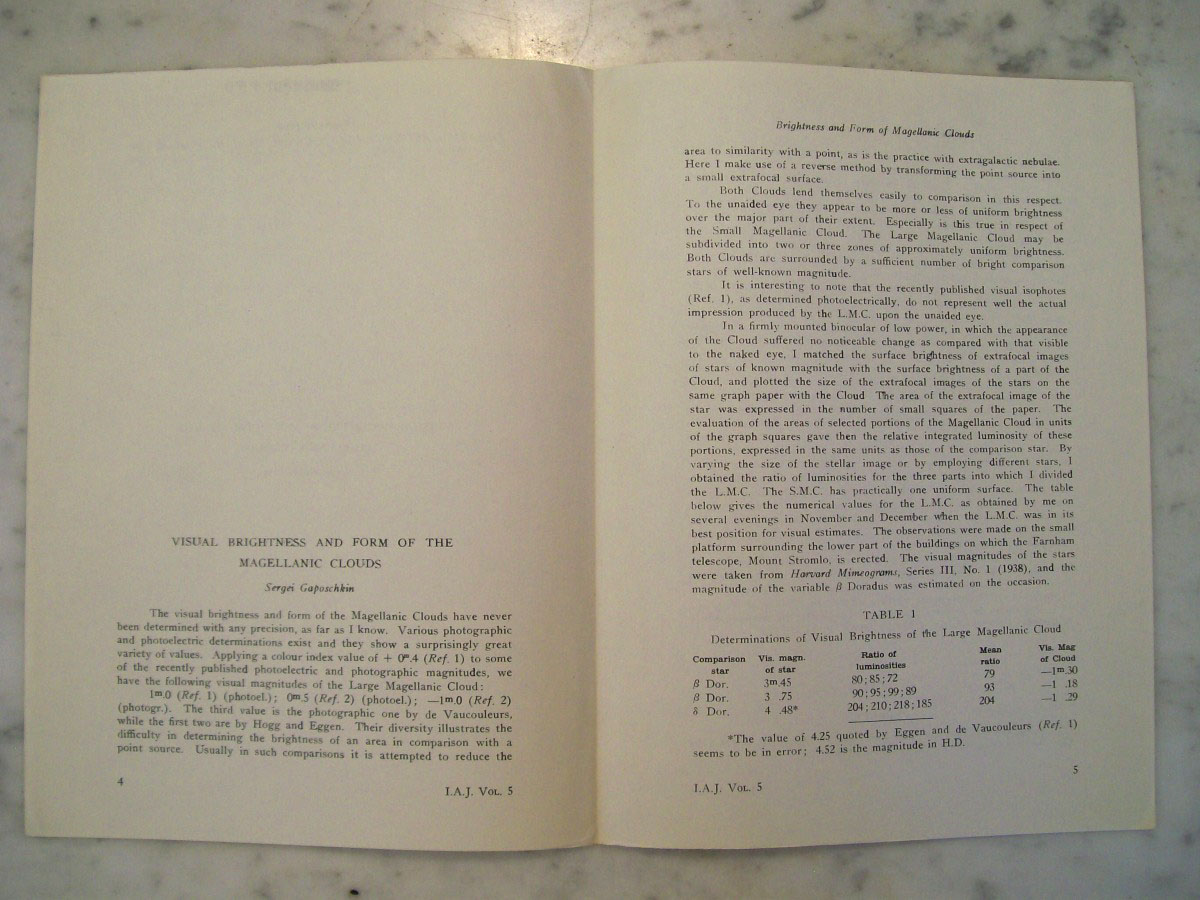 VISUAL BRIGHTNESS AND FORM OF THE
MAGELLANIC CLOUDS
Sergei Gaposchkin
The visual brightness and form of the Magellanic Clouds have never
been determined with any precision, as far as I know. Various photographic
and photoelectric determinations exist and they show a surprisingly great
variety of values. Applying a colour index value of + 0m.4 (Ref. 1) to some
of the recently published photoelectric and photographic magnitudes, we
have the following visual magnitudes of the Large Magellanic Cloud:
1m.0 (Ref. 1) (photoel.); 0m.5 (Ref. 2) (photoel.); —1m.0 (Ref. 2)
(photogr.). The third value is the photographic one by de Vaucouleurs,
while the first two are by Hogg and Eggen. Their diversity illustrates the
difficulty in determining the brightness of an area in comparison with a
point source. Usually in such comparisons it is attempted to reduce the
4
I.A.J. VOL. 5
Brightness and Form of Magellanic Clouds
area to similarity with a point, as is the practice with extragalactic nebulae.
Here I make use of a reverse method by transforming the point source into
a small extrafocal surface.
Both Clouds lend themselves easily to comparison in this respect.
To the unaided eye they appear to be more or less of uniform brightness
over the major part of their extent. Especially is this true in respect of
the Small Magellanic Cloud. The Large Magellanic Cloud may be
subdivided into two or three zones of approximately uniform brightness.
Both Clouds are surrounded by a sufficient number of bright comparison
stars of well-known magnitude.
It is interesting to note that the recently published visual isophotes
(Ref. 1), as determined photoelectrically, do not represent well the actual
impression produced by the L.M.C. upon the unaided eye.
In a firmly mounted binocular of low power, in which the appearance
of the Cloud suffered no noticeable change as compared with that visible
to the naked eye, I matched the surface brightness of extrafocal images
of stars of known magnitude with the surface brightness of a part of the
Cloud, and plotted the size of the extrafocal images of the stars on the
same graph paper with the Cloud The area of the extrafocal image of the
star was expressed in the number of small squares of the paper. The
evaluation of the areas of selected portions of the Magellanic Cloud in units
of the graph squares gave then the relative integrated luminosity of these
portions, expressed in the same units as those of the comparison star. By
varying the size of the stellar image or by employing different stars, I
obtained the ratio of luminosities for the three parts into which I divided
the L.M.C. The S.M.C. has practically one uniform surface. The table
below gives the numerical values for the L.M.C. as obtained by me on
several evenings in November and December when the L.M.C. was in its
best position for visual estimates. The observations were made on the small
platform surrounding the lower part of the buildings on which the Farnham
telescope, Mount Stromlo, is erected. The visual magnitudes of the stars
were taken from Harvard Mimeograms, Series III, No. 1 (1938), and the
magnitude of the variable β Doradus was estimated on the occasion.
TABLE 1
Determinations of Visual Brightness of the Large Magellanic Cloud
Comparison star Vis. magn. of star Ratio of luminosities Mean ratio Vis. Mag of Cloud
β Dor. 3m.45 80; 85; 72 79 —1m.30
β Dor. 3 .75 90; 95; 99; 89 93 —1 .18
δ Dor. 4 .48* 204; 210; 218; 185 204 —1 .29
*The value of 4.25 quoted by Eggen and de Vaucouleurs (Ref. 1)
seems to be in error; 4.52 is the magnitude in H.D.
5
I.A.J. VOL. 5